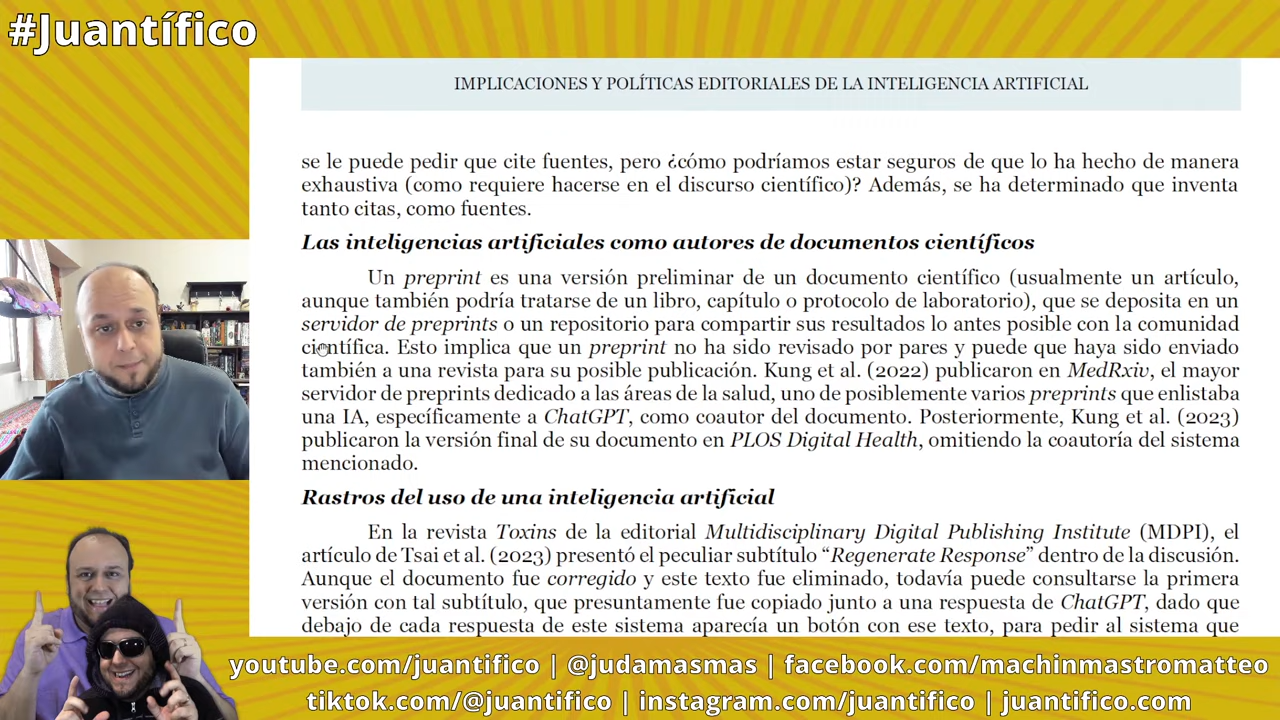 #Juantífico
IMPLICACIONES Y POLÍTICAS EDITORIALES DE LA INTELIGENCIA ARTIFICIAL
se le puede pedir que cite fuentes, pero ¿cómo podríamos estar seguros de que lo ha hecho de manera
exhaustiva (como requiere hacerse en el discurso científico)? Además, se ha determinado que inventa
tanto citas, como fuentes.
Las inteligencias artificiales como autores de documentos científicos
Un preprint es una versión preliminar de un documento científico (usualmente un artículo,
aunque también podría tratarse de un libro, capítulo o protocolo de laboratorio), que se deposita en un
servidor de preprints o un repositorio para compartir sus resultados lo antes posible con la comunidad
científica. Esto implica que un preprint no ha sido revisado por pares y puede que haya sido enviado
también a una revista para su posible publicación. Kung et al. (2022) publicaron en MedRxiv, el mayor
servidor de preprints dedicado a las áreas de la salud, uno de posiblemente varios preprints que enlistaba
una IA, específicamente a ChatGPT, como coautor del documento. Posteriormente, Kung et al. (2023)
publicaron la versión final de su documento en PLOS Digital Health, omitiendo la coautoría del sistema
mencionado.
Rastros del uso de una inteligencia artificial
En la revista Toxins de la editorial Multidisciplinary Digital Publishing Institute (MDPI), el
artículo de Tsai et al. (2023) presentó el peculiar subtítulo “Regenerate Response” dentro de la discusión.
Aunque el documento fue corregido y este texto fue eliminado, todavía puede consultarse la primera
versión con tal subtítulo, que presuntamente fue copiado junto a una respuesta de ChatGPT, dado que
debajo de cada respuesta de este sistema aparecía un botón con ese texto, para pedir al sistema que
youtube.com/juantifico | @judamasmas | facebook.com/machinmastromatteo
tiktok.com/@juantifico | instagram.com/juantifico | juantifico.com